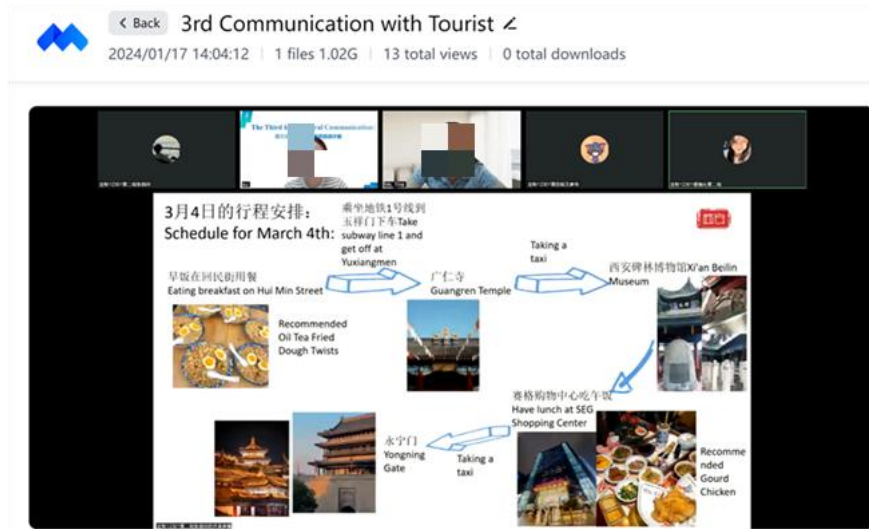 Back
3rd Communication with Tourist
2024/01/17 14:04:12 | 1 files 1.02G | 13 total views | 0 total downloads
3月4日的行程安排：
Schedule for March 4th:
乘坐地铁1号线到
玉祥门下车Take
subway line 1 and
get off at
Yuxiangmen
早饭在回民街用餐
Eating breakfast on Hui Min Street
Recommended
Oil Tea Fried
Dough Twists
广仁寺
Guangren Temple
Taking a
taxi
西安碑林博物馆Xi'an Beilin
Museum
赛格购物中心吃午饭
Have lunch at SEG
Shopping Center
Recomme
nded
Gourd
Chicken
Taking a
taxi
永宁门
Yongning
Gate